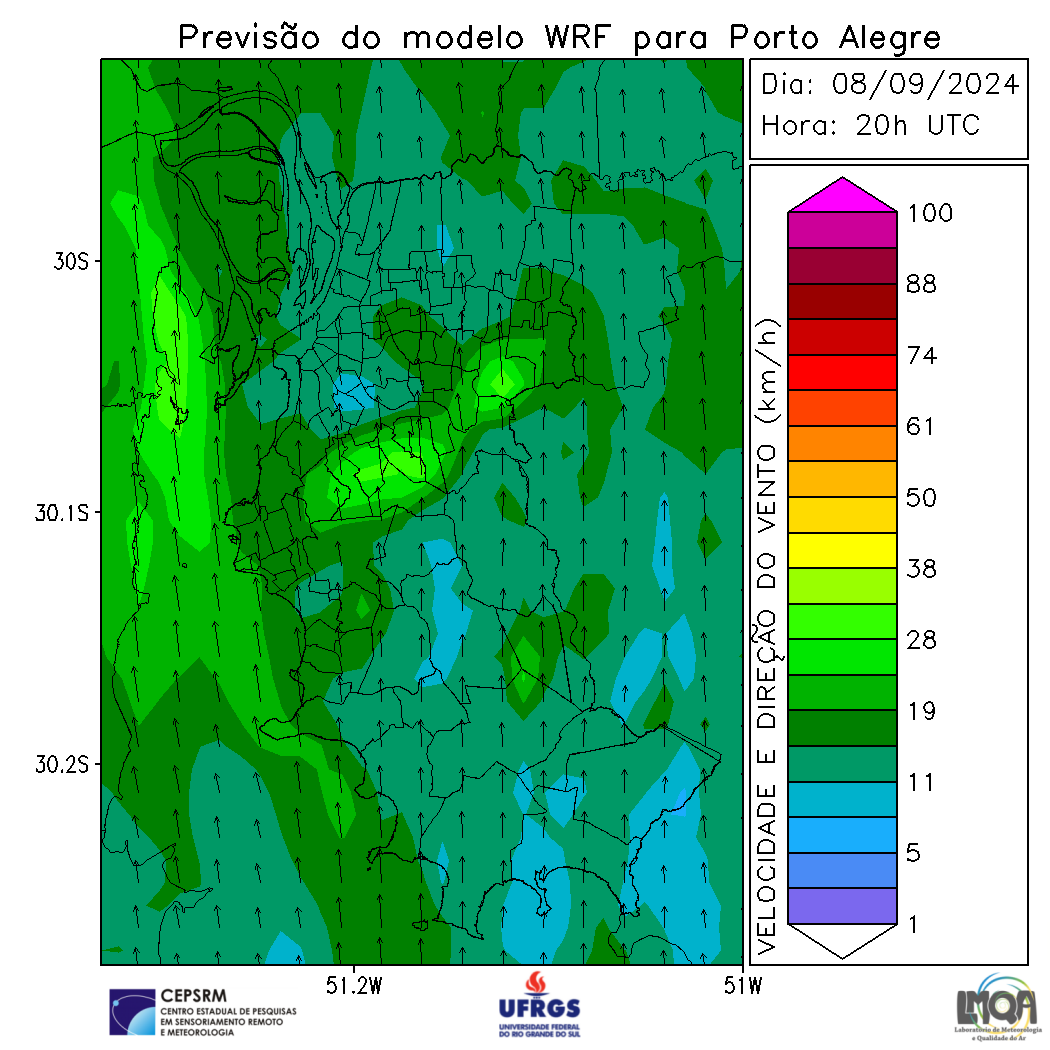 Previsão do modelo WRF para Porto Alegre
Dia: 08/09/2024
Hora: 20h UTC
30S
30.1S
30.2S
51.2W
51W
VELOCIDADE E DIREÇÃO DO VENTO (km/h)
100
88
74
61
50
38
28
19
11
5
1
CEPSRM
CENTRO ESTADUAL DE PESQUISAS
EM SENSORIAMENTO REMOTO
E METEOROLOGIA
UFRGS
UNIVERSIDADE FEDERAL
DO RIO GRANDE DO SUL
LMQA
Laboratório de Meteorologia
e Qualidade do Ar